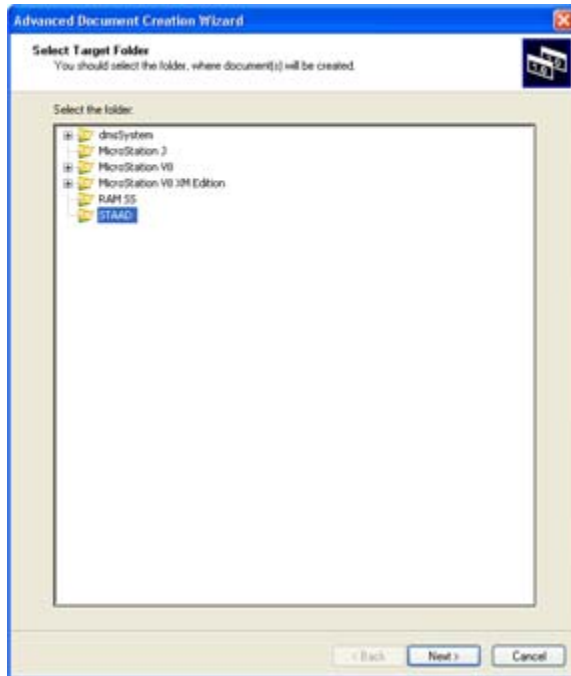 Advanced Document Creation Wizard
Select Target Folder
You should select the folder, where document(s) will be created.
Select the folder:
dmsSystem
MicroStation J
MicroStation V8
MicroStation V8 XM Edition
RAM SS
STAAD
< Back
Next >
Cancel